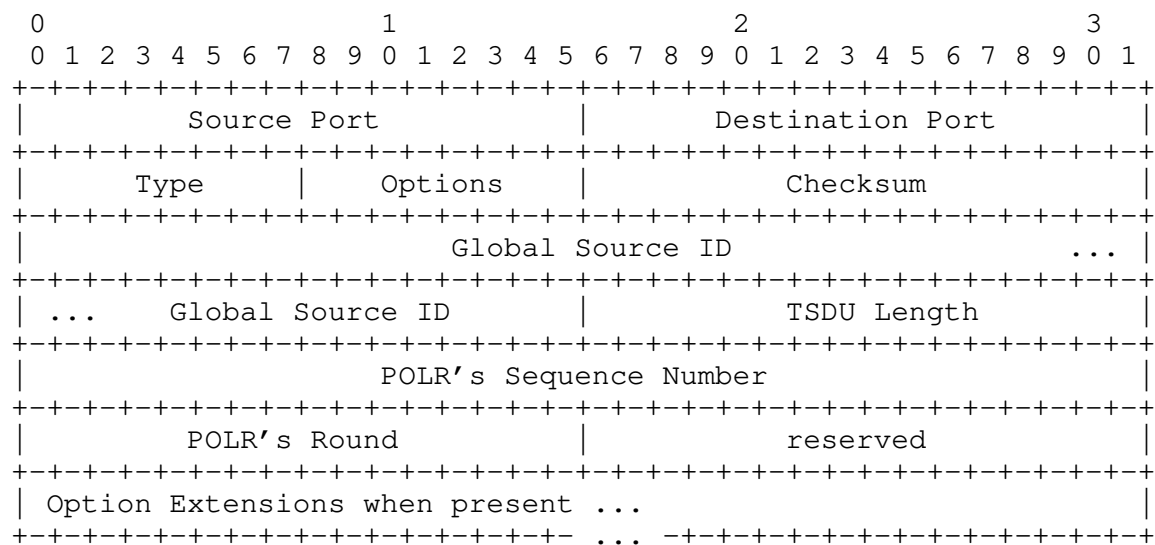 0                   1                   2                   3
 0 1 2 3 4 5 6 7 8 9 0 1 2 3 4 5 6 7 8 9 0 1 2 3 4 5 6 7 8 9 0 1
+-+-+-+-+-+-+-+-+-+-+-+-+-+-+-+-+-+-+-+-+-+-+-+-+-+-+-+-+-+-+-+-+
|         Source Port           |       Destination Port        |
+-+-+-+-+-+-+-+-+-+-+-+-+-+-+-+-+-+-+-+-+-+-+-+-+-+-+-+-+-+-+-+-+
|      Type     |    Options    |           Checksum            |
+-+-+-+-+-+-+-+-+-+-+-+-+-+-+-+-+-+-+-+-+-+-+-+-+-+-+-+-+-+-+-+-+
|                        Global Source ID                   ... |
+-+-+-+-+-+-+-+-+-+-+-+-+-+-+-+-+-+-+-+-+-+-+-+-+-+-+-+-+-+-+-+-+
| ...    Global Source ID       |           TSDU Length         |
+-+-+-+-+-+-+-+-+-+-+-+-+-+-+-+-+-+-+-+-+-+-+-+-+-+-+-+-+-+-+-+-+
|                    POLR's Sequence Number                     |
+-+-+-+-+-+-+-+-+-+-+-+-+-+-+-+-+-+-+-+-+-+-+-+-+-+-+-+-+-+-+-+-+
|         POLR's Round          |           reserved            |
+-+-+-+-+-+-+-+-+-+-+-+-+-+-+-+-+-+-+-+-+-+-+-+-+-+-+-+-+-+-+-+-+
| Option Extensions when present ...                            |
+-+-+-+-+-+-+-+-+-+-+-+-+-+-+-+- ... -+-+-+-+-+-+-+-+-+-+-+-+-+-+